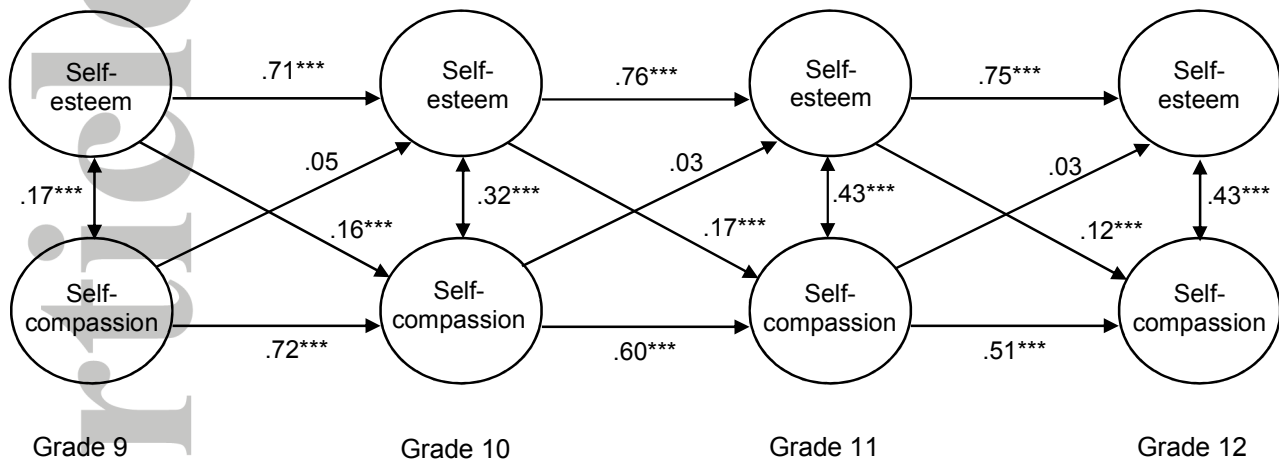 Self-
esteem
.71***
Self-
esteem
.76***
Self-
esteem
.75***
Self-
esteem
.17***
.05
.16***
.32***
.03
.17***
.43***
.03
.12***
.43***
Self-
compassion
.72***
Self-
compassion
.60***
Self-
compassion
.51***
Self-
compassion
Grade 9
Grade 10
Grade 11
Grade 12